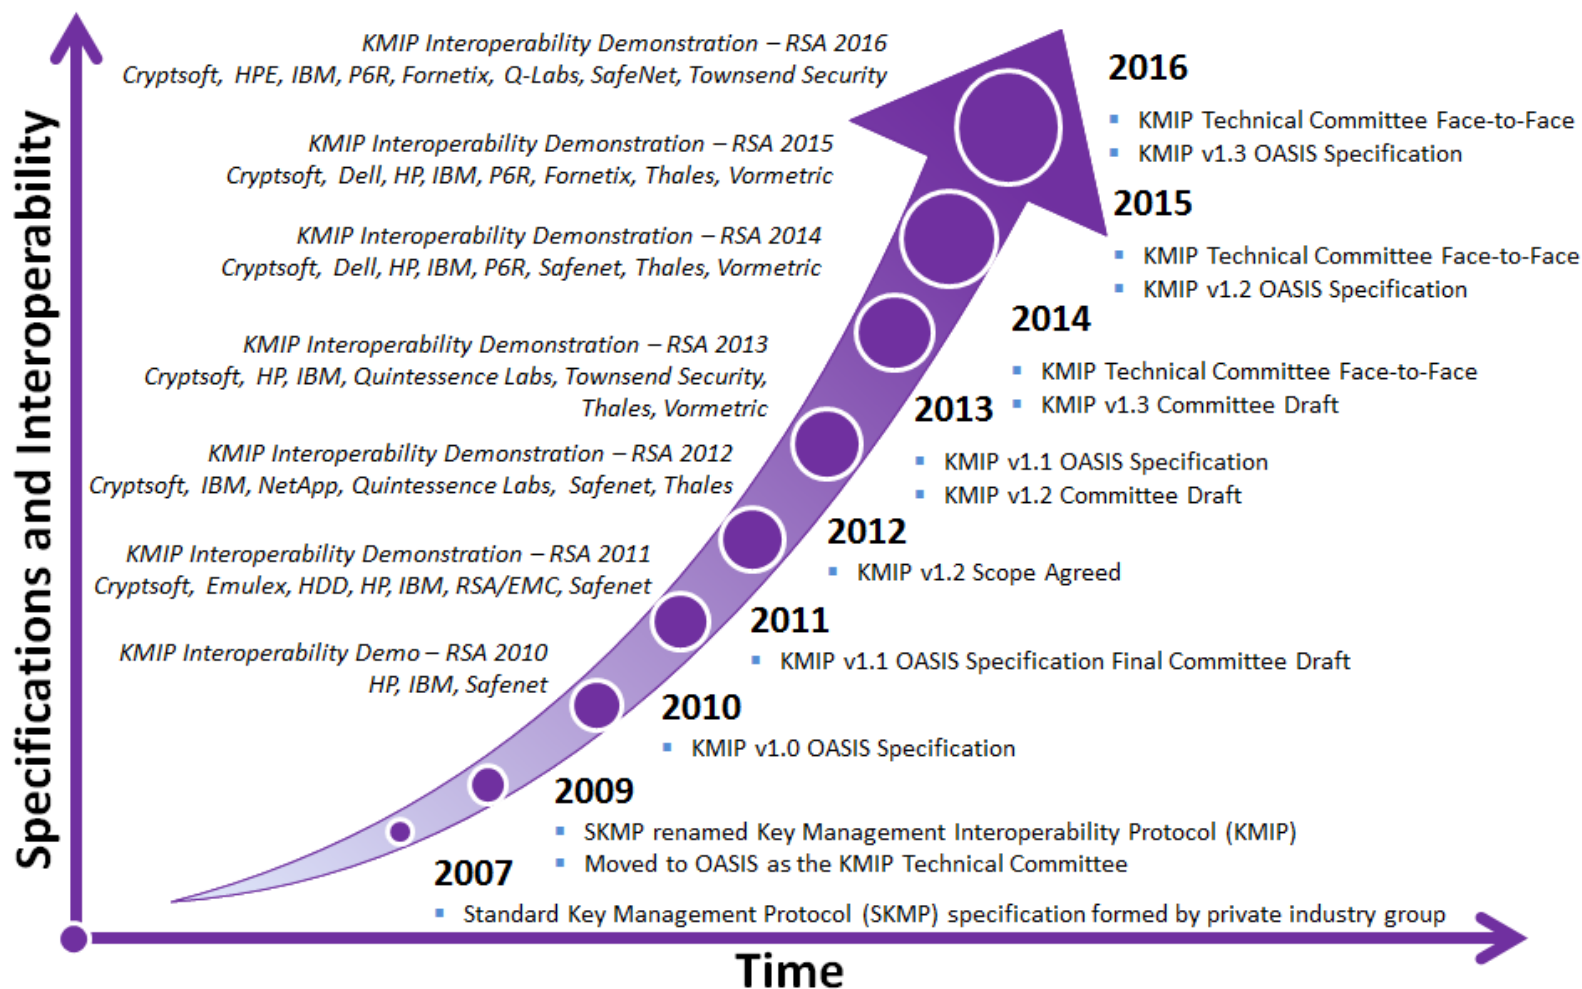 Specifications and Interoperability
KMIP Interoperability Demonstration – RSA 2016
Cryptsoft, HPE, IBM, P6R, Fornetix, Q-Labs, SafeNet, Townsend Security
KMIP Interoperability Demonstration – RSA 2015
Cryptsoft, Dell, HP, IBM, P6R, Fornetix, Thales, Vormetric
KMIP Interoperability Demonstration – RSA 2014
Cryptsoft, Dell, HP, IBM, P6R, Safenet, Thales, Vormetric
KMIP Interoperability Demonstration – RSA 2013
Cryptsoft, HP, IBM, Quintessence Labs, Townsend Security,
Thales, Vormetric
KMIP Interoperability Demonstration – RSA 2012
Cryptsoft, IBM, NetApp, Quintessence Labs, Safenet, Thales
KMIP Interoperability Demonstration – RSA 2011
Cryptsoft, Emulex, HDD, HP, IBM, RSA/EMC, Safenet
KMIP Interoperability Demo – RSA 2010
HP, IBM, Safenet
2016
▪ KMIP Technical Committee Face-to-Face
▪ KMIP v1.3 OASIS Specification
2015
▪ KMIP Technical Committee Face-to-Face
▪ KMIP v1.2 OASIS Specification
2014
▪ KMIP Technical Committee Face-to-Face
▪ KMIP v1.3 Committee Draft
2013
▪ KMIP v1.1 OASIS Specification
▪ KMIP v1.2 Committee Draft
2012
▪ KMIP v1.2 Scope Agreed
2011
▪ KMIP v1.1 OASIS Specification Final Committee Draft
2010
▪ KMIP v1.0 OASIS Specification
2009
▪ SKMP renamed Key Management Interoperability Protocol (KMIP)
▪ Moved to OASIS as the KMIP Technical Committee
2007
▪ Standard Key Management Protocol (SKMP) specification formed by private industry group
Time